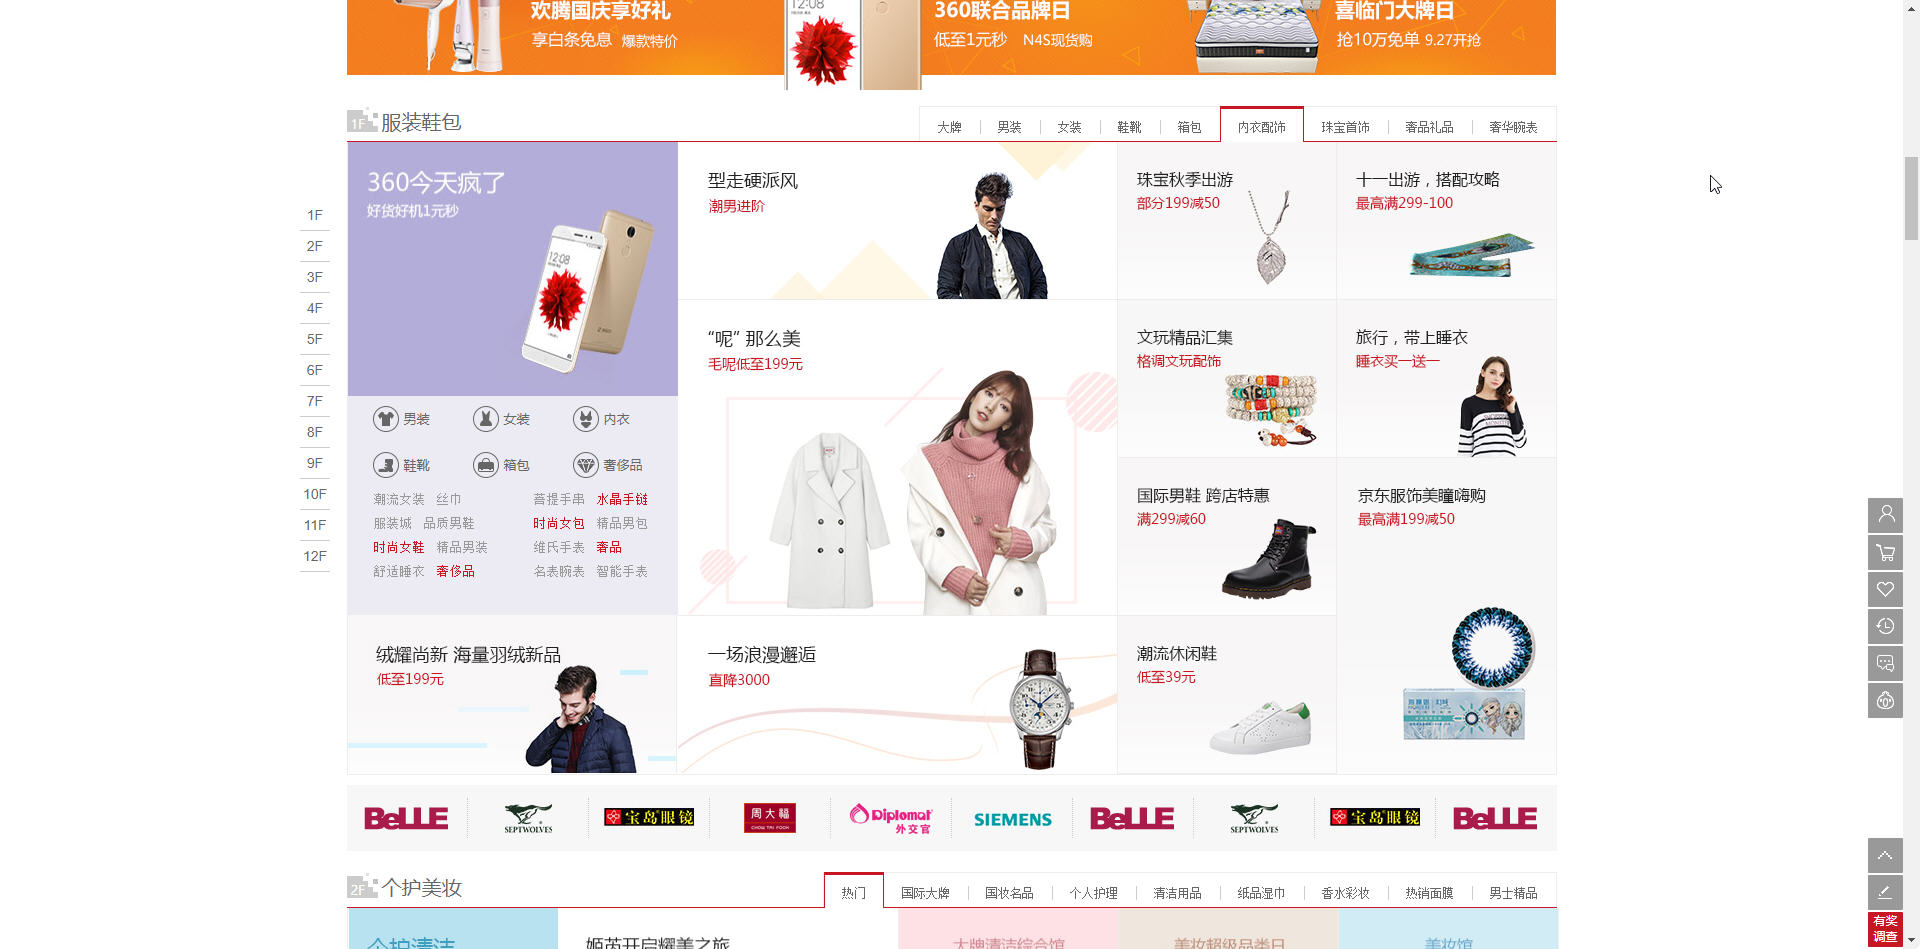 欢腾国庆享好礼
享白条免息 爆款特价
12:08
360联合品牌日
低至1元秒 N4S现货购
喜临门大牌日
抢10万免单 9.27开抢
1F 服装鞋包
大牌 男装 女装 鞋靴 箱包 内衣配饰 珠宝首饰 奢品礼品 奢华腕表
1F
2F
3F
4F
5F
6F
7F
8F
9F
10F
11F
12F
360今天疯了
好货好机1元秒
12:08
男装 女装 内衣
鞋靴 箱包 奢侈品
潮流女装 丝巾 菩提手串 水晶手链
服装城 品质男鞋 时尚女包 精品男包
时尚女鞋 精品男装 维氏手表 奢品
舒适睡衣 奢侈品 名表腕表 智能手表
绒耀尚新 海量羽绒新品
低至199元
型走硬派风
潮男进阶
“呢” 那么美
毛呢低至199元
一场浪漫邂逅
直降3000
珠宝秋季出游
部分199减50
十一出游，搭配攻略
最高满299-100
文玩精品汇集
格调文玩配饰
旅行，带上睡衣
睡衣买一送一
国际男鞋 跨店特惠
满299减60
京东服饰美瞳嗨购
最高满199减50
潮流休闲鞋
低至39元
BeLLE SEPTWOLVES 宝岛眼镜 周大福 CHOW TAI FOOK Diplomat 外交官 SIEMENS BeLLE SEPTWOLVES 宝岛眼镜 BeLLE
2F 个护美妆
热门 国际大牌 国妆名品 个人护理 清洁用品 纸品湿巾 香水彩妆 热销面膜 男士精品
个护清洁
姬芮开启耀美之旅
大牌清洁综合馆
美妆超级品类日
美妆馆
有奖
调查